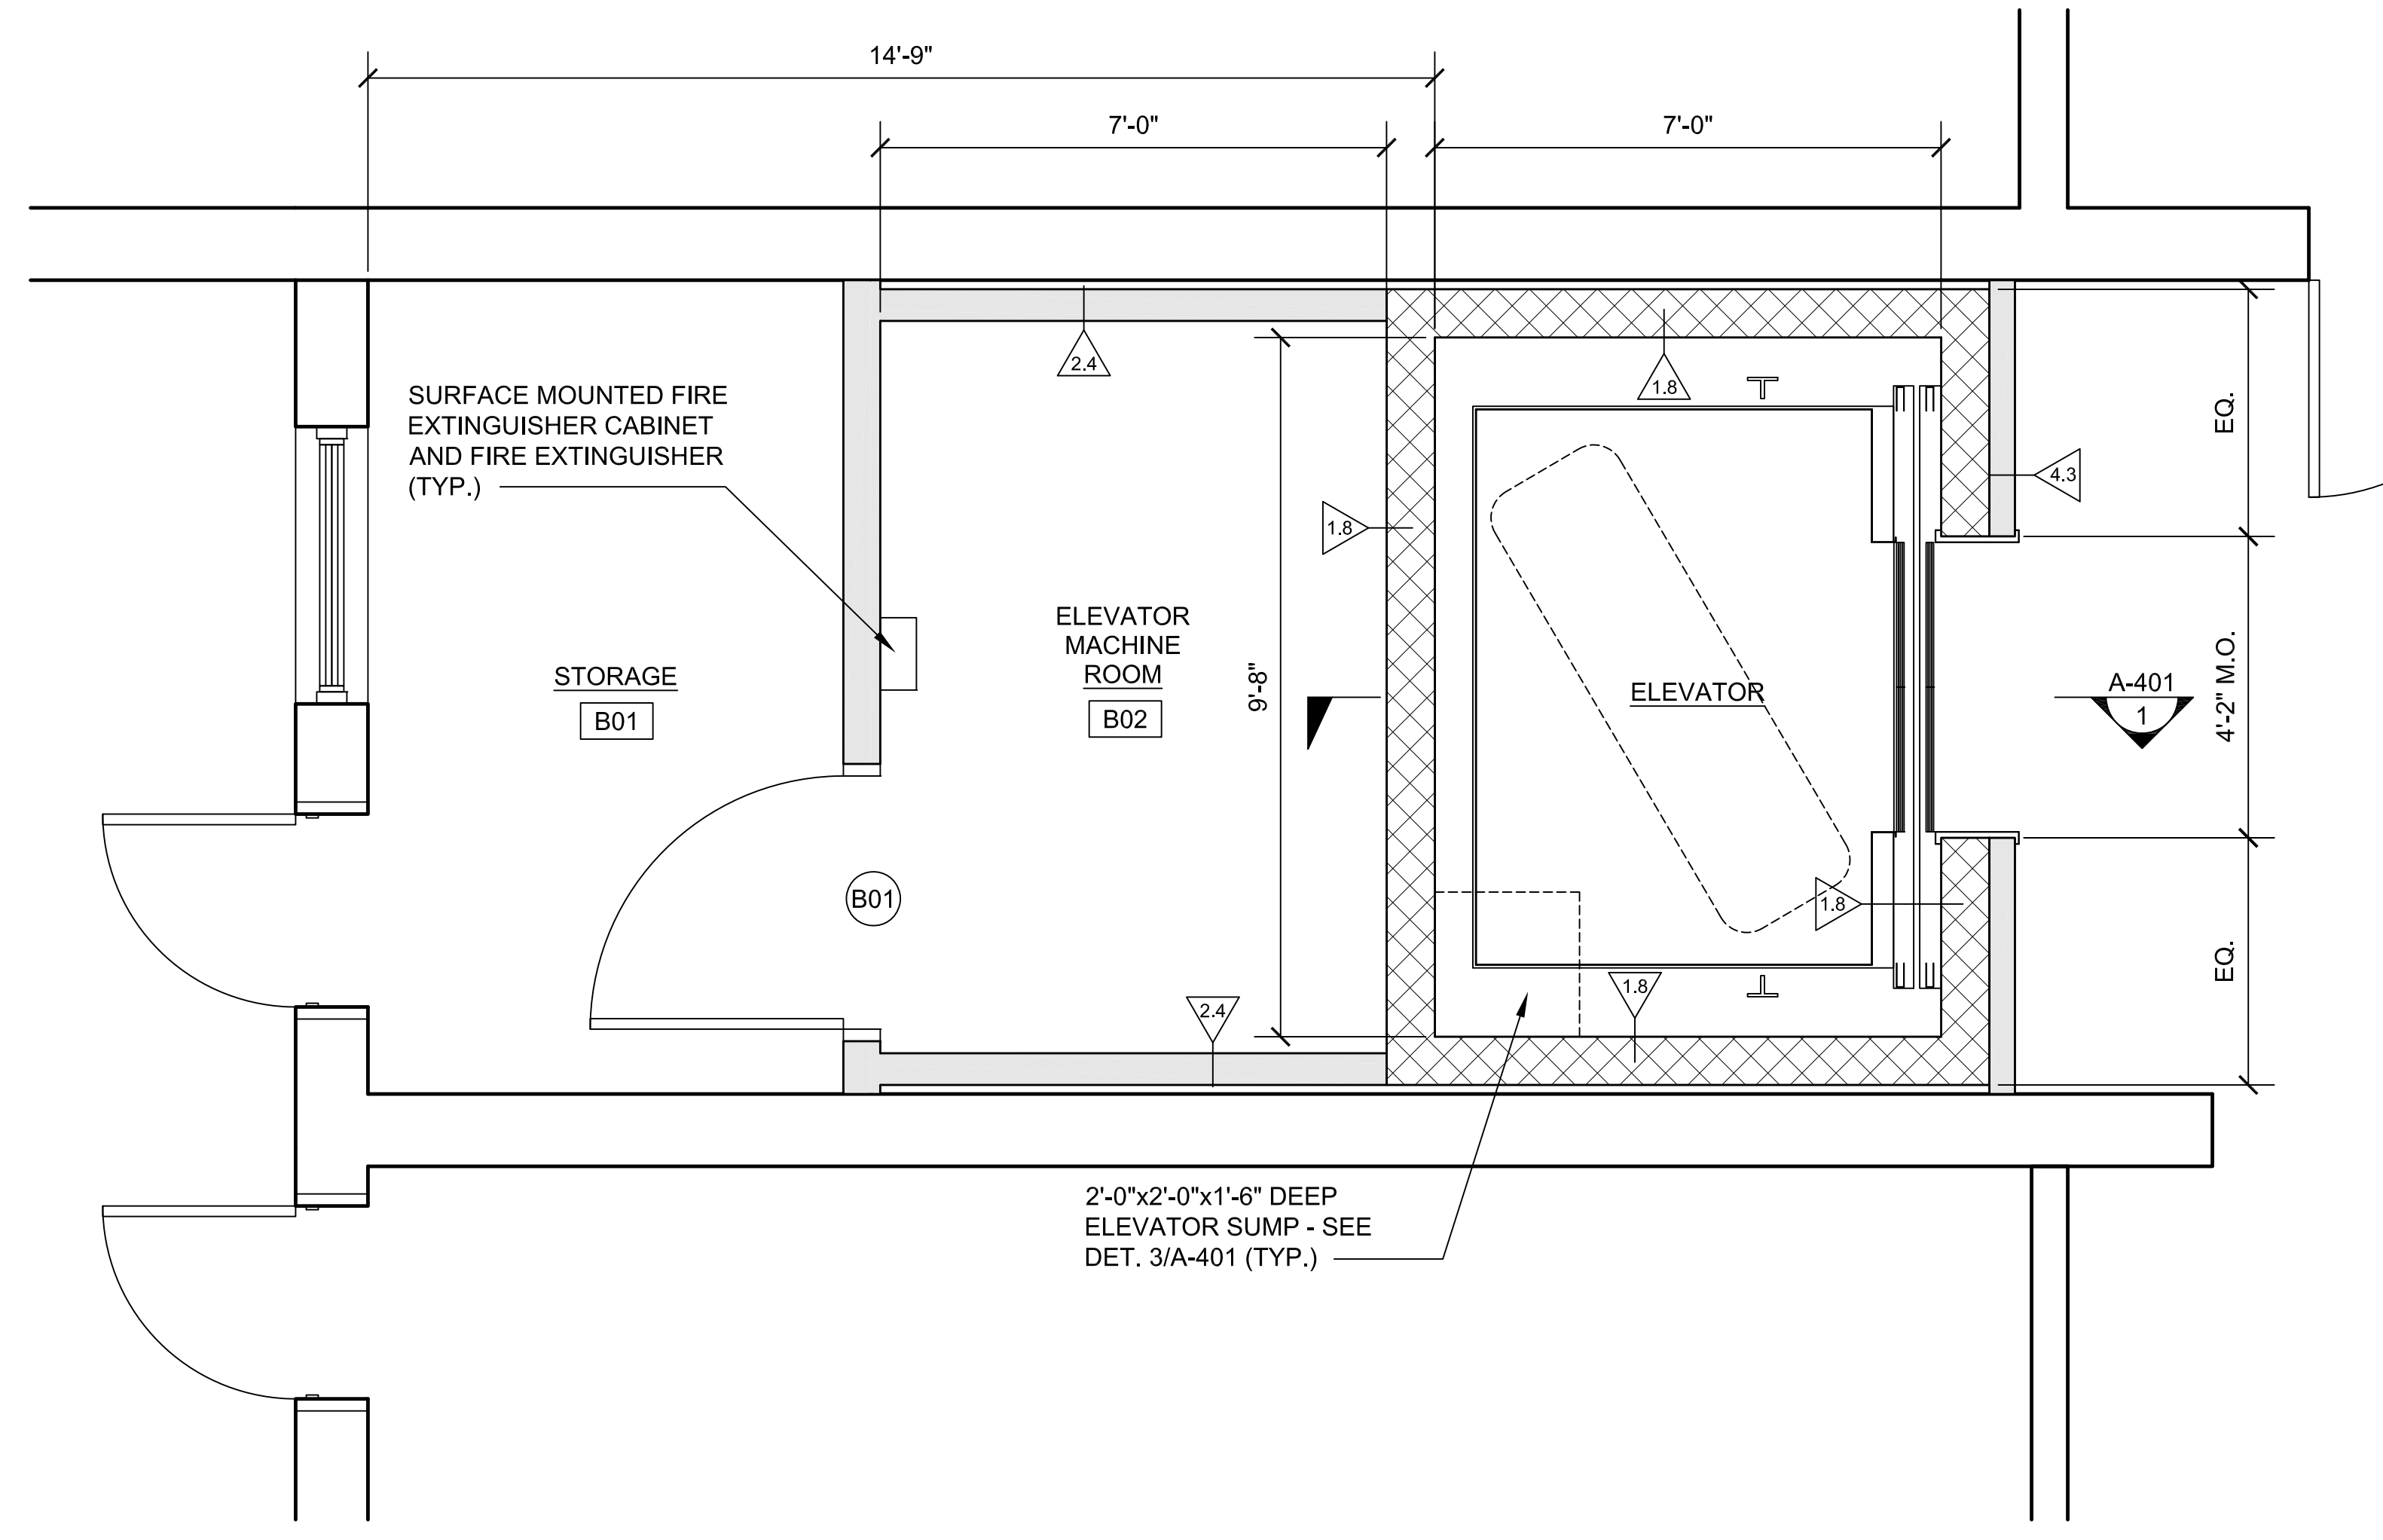 14'-9"
7'-0"
7'-0"
2.4
1.8
SURFACE MOUNTED FIRE
EXTINGUISHER CABINET
AND FIRE EXTINGUISHER
(TYP.)
EQ.
4.3
1.8
ELEVATOR
MACHINE
ROOM
B02
STORAGE
B01
9'-8"
ELEVATOR
A-401
1
4'-2" M.O.
B01
1.8
EQ.
2.4
1.8
2'-0"x2'-0"x1'-6" DEEP
ELEVATOR SUMP - SEE
DET. 3/A-401 (TYP.)